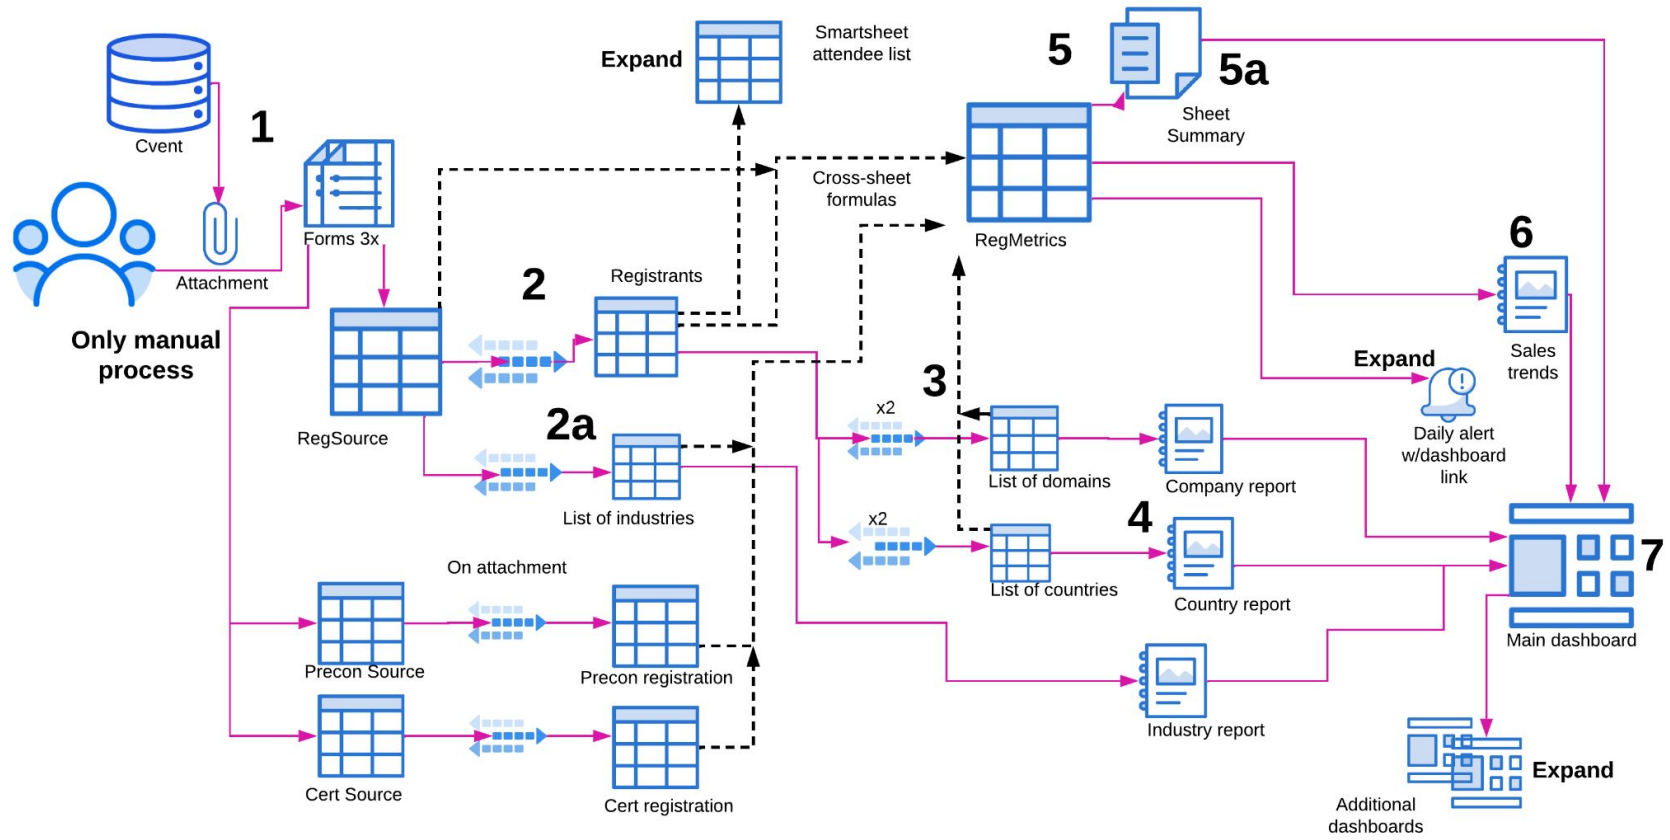 Cvent
1
Attachment
Only manual
process
Forms 3x
RegSource
Expand
Smartsheet
attendee list
2
Registrants
2a
List of industries
On attachment
Precon Source
Precon registration
Cert Source
Cert registration
Cross-sheet
formulas
5
5a
Sheet
Summary
RegMetrics
3
x2
List of domains
Company report
x2
List of countries
4
Country report
Industry report
6
Sales
trends
Expand
Daily alert
w/dashboard
link
7
Main dashboard
Expand
Additional
dashboards